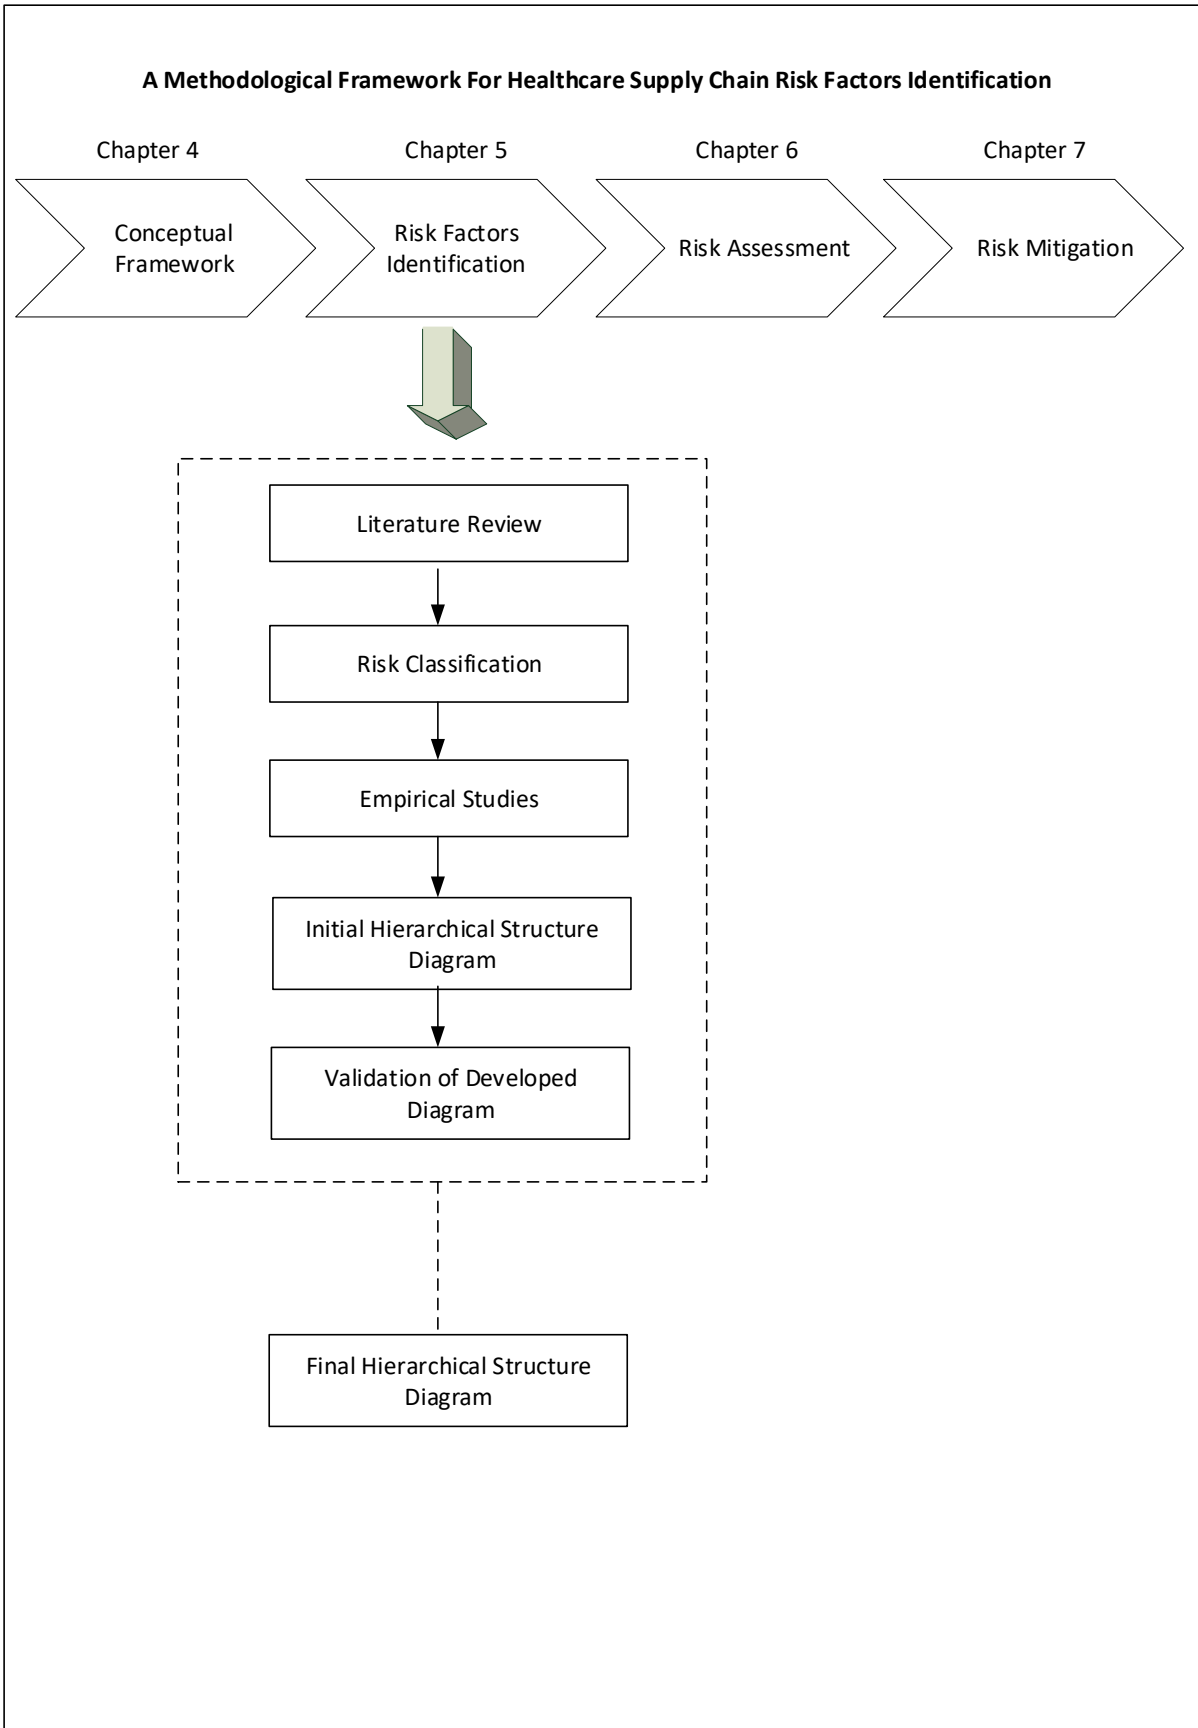 A Methodological Framework For Healthcare Supply Chain Risk Factors Identification
Chapter 4
Chapter 5
Chapter 6
Chapter 7
Conceptual
Framework
Risk Factors
Identification
Risk Assessment
Risk Mitigation
Literature Review
Risk Classification
Empirical Studies
Initial Hierarchical Structure
Diagram
Validation of Developed
Diagram
Final Hierarchical Structure
Diagram